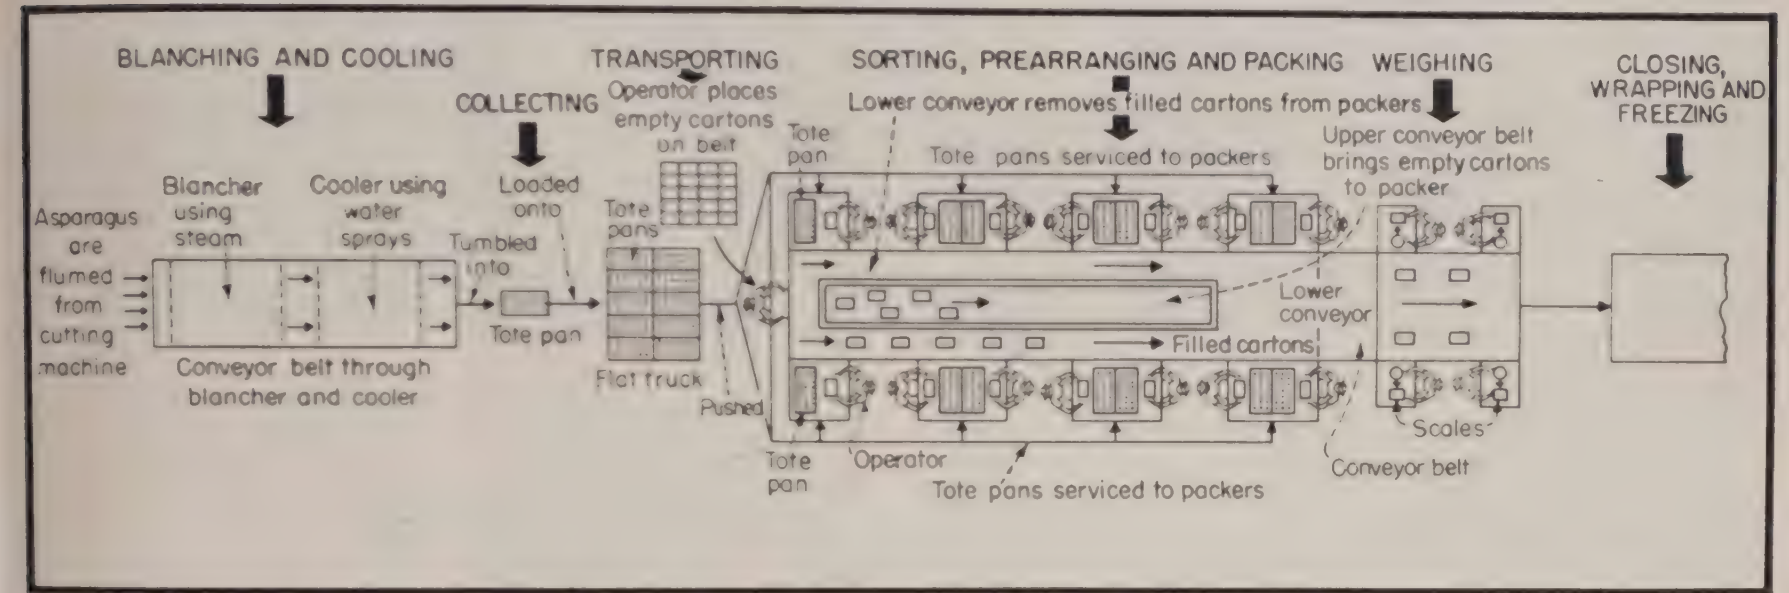 BLANCHING AND COOLING
COLLECTING
TRANSPORTING
SORTING, PREARRANGING AND PACKING
WEIGHING
CLOSING,
WRAPPING AND
FREEZING
Asparagus
are
flumed
from
cutting
machine
Blancher
using
steam
Cooler using
water
sprays
Conveyor belt through
blancher and cooler
Tumbled
into
Tote pan
Loaded
onto
Tote
pans
Flat truck
Operator places
empty cartons
on belt
Pushed
Lower conveyor removes filled cartons from packers
Tote
pan
Tote pans serviced to packers
Upper conveyor belt
brings empty cartons
to packer
Lower
conveyor
Filled cartons
Tote
pan
Operator
Tote pans serviced to packers
Scales
Conveyor belt